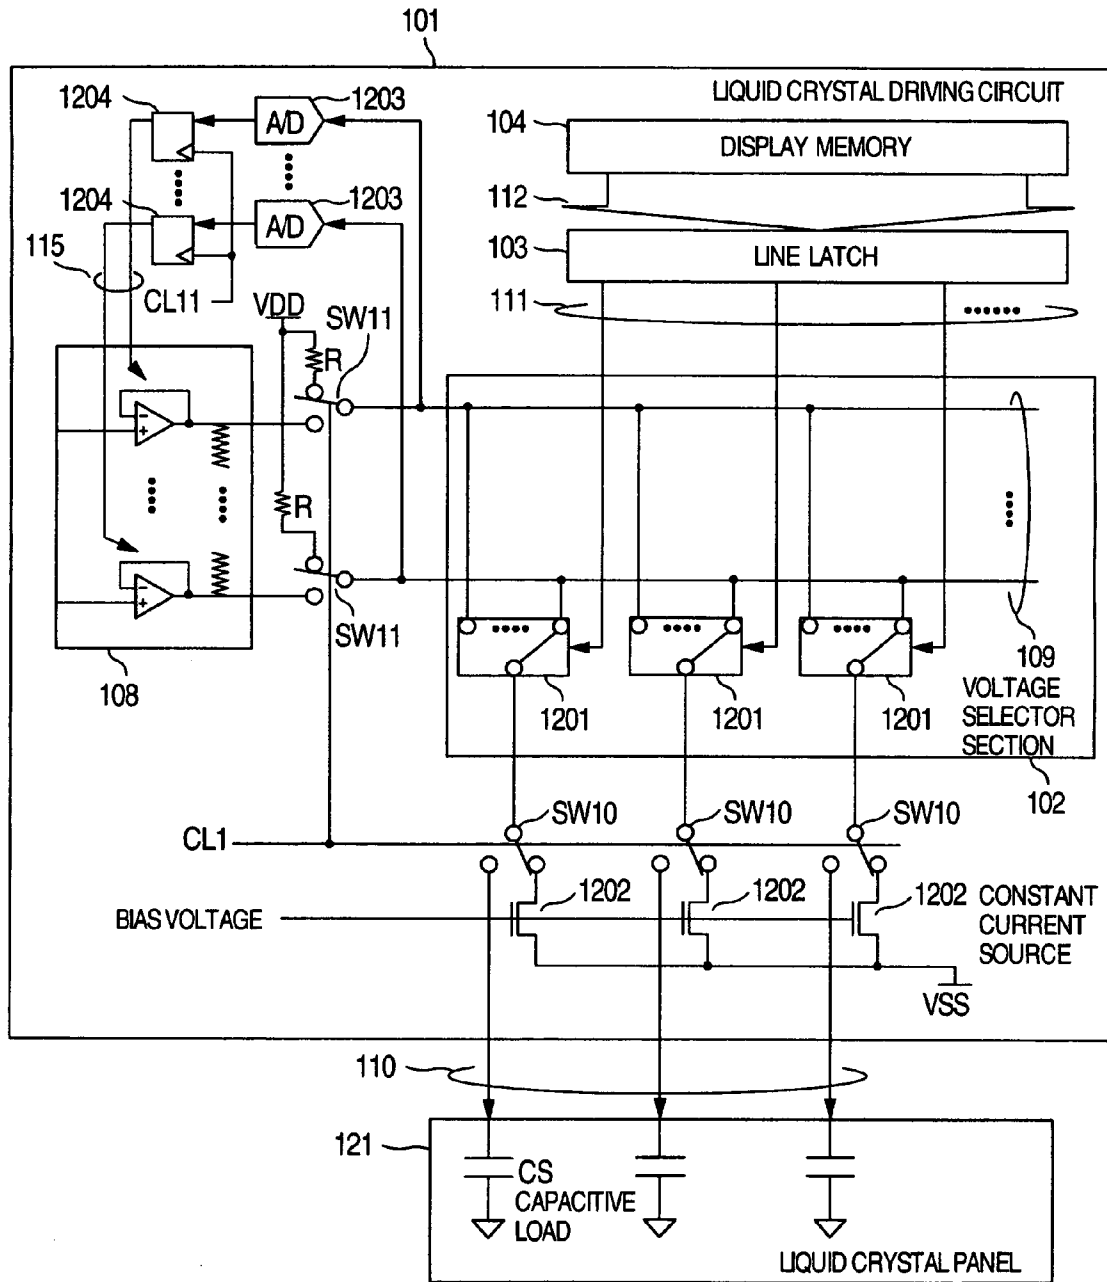 101
LIQUID CRYSTAL DRIVING CIRCUIT
1204
A/D
1203
104
DISPLAY MEMORY
1204
A/D
1203
112
103
LINE LATCH
115
CL11
VDD
SW11
111
R
R
SW11
108
109
1201
1201
1201
VOLTAGE
SELECTOR
SECTION
102
CL1
SW10
SW10
SW10
BIAS VOLTAGE
1202
1202
1202
CONSTANT
CURRENT
SOURCE
VSS
110
121
CS
CAPACITIVE
LOAD
LIQUID CRYSTAL PANEL